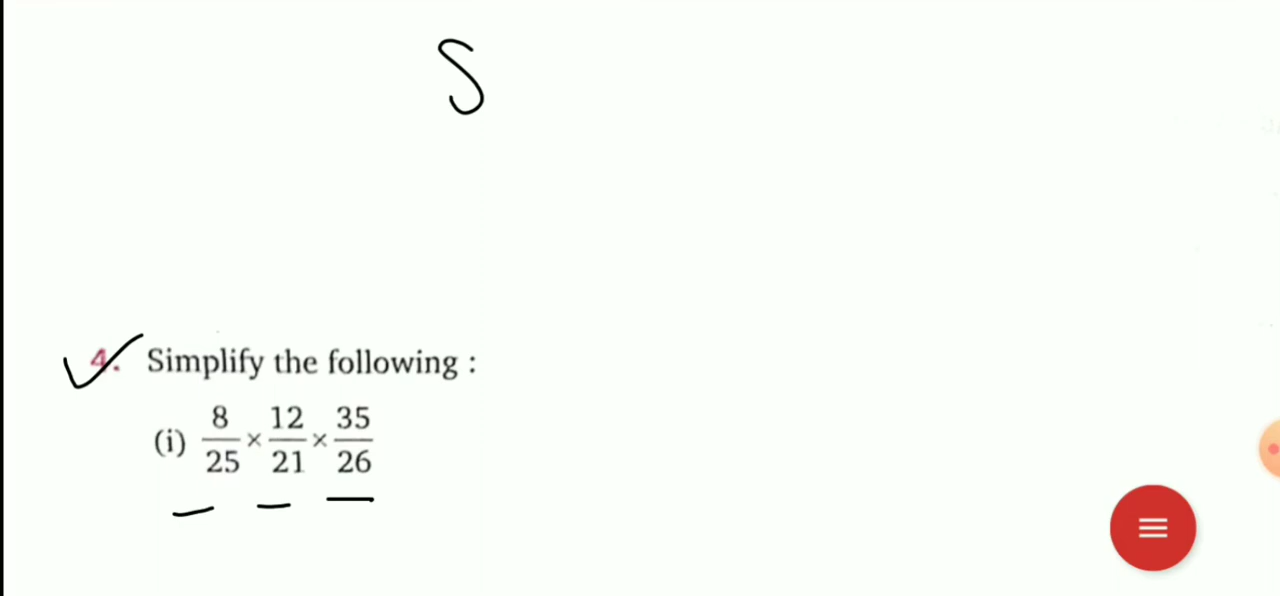 S
4. Simplify the following :
(i) 8/25 × 12/21 × 35/26